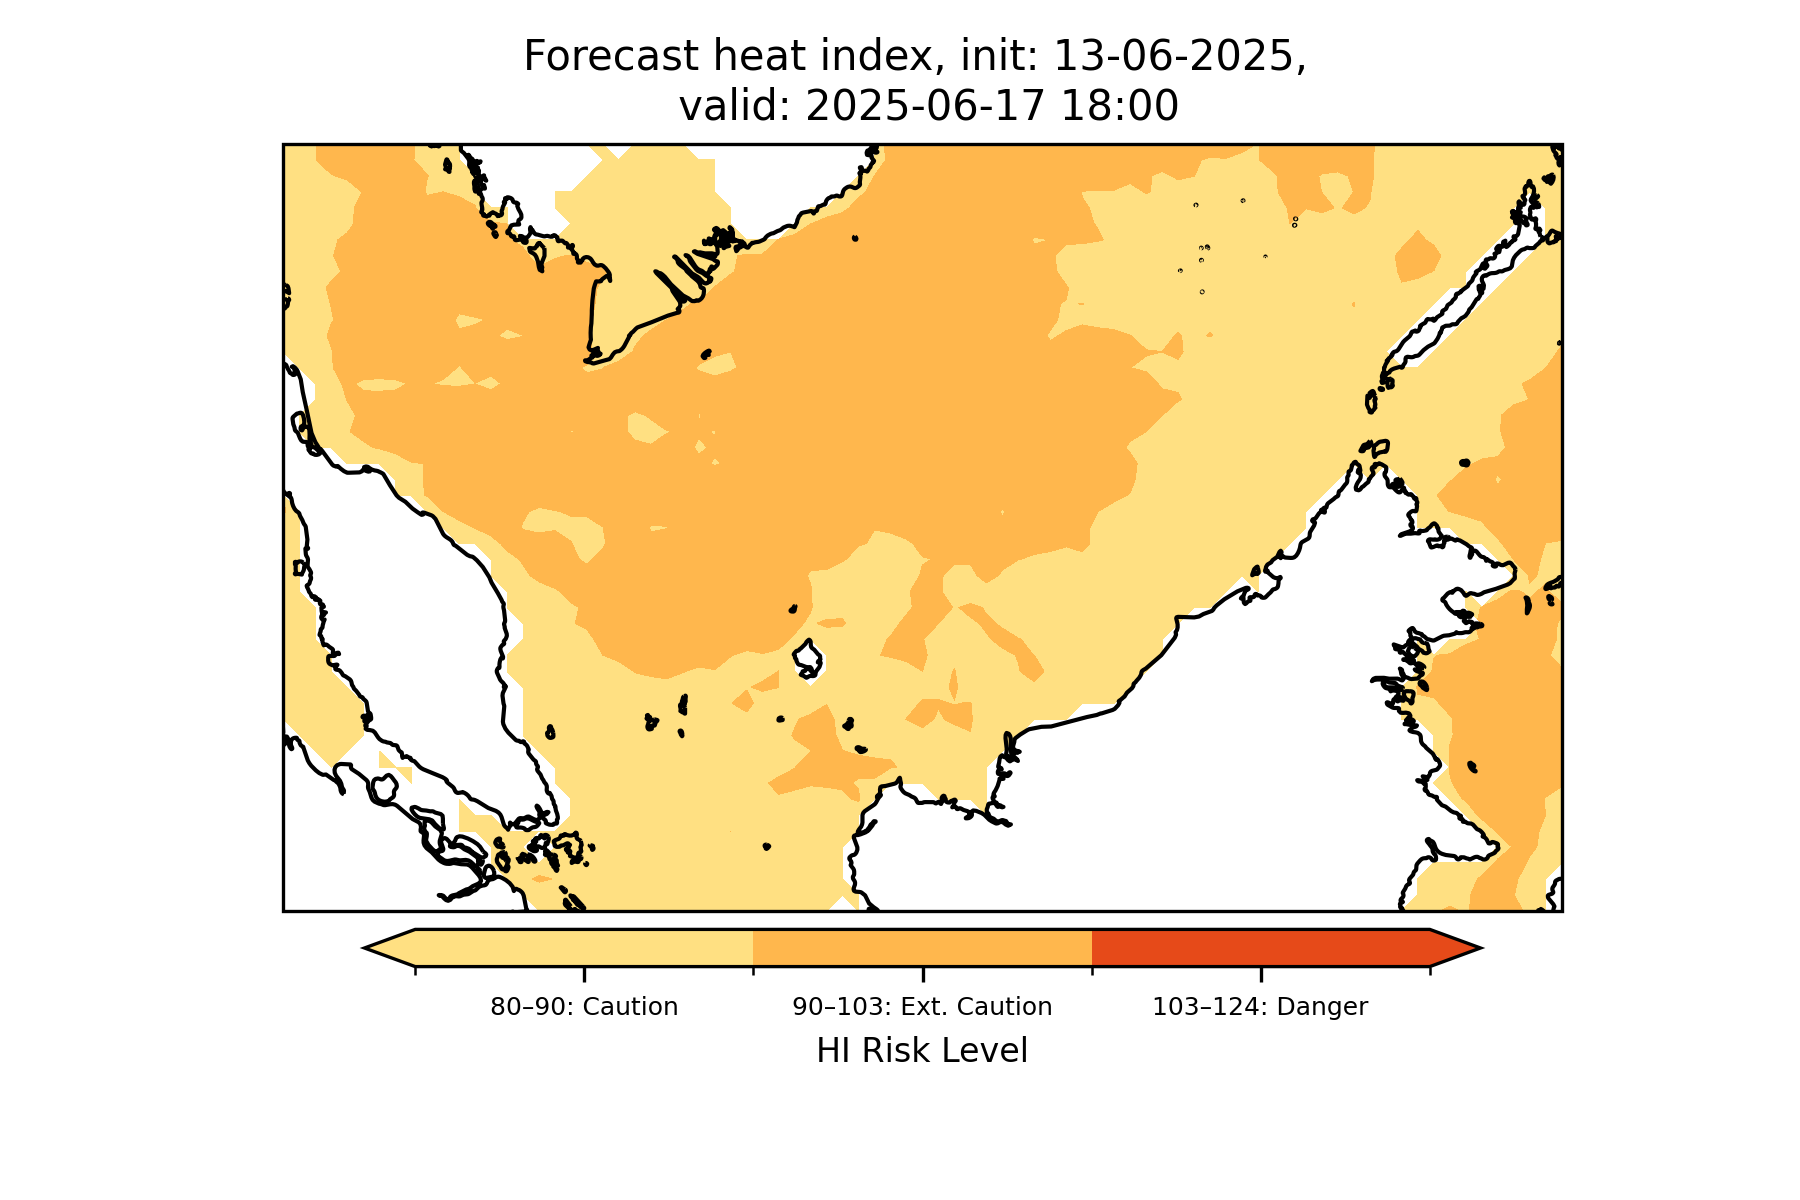 Forecast heat index, init: 13-06-2025,
valid: 2025-06-17 18:00
80–90: Caution
90–103: Ext. Caution
103–124: Danger
HI Risk Level